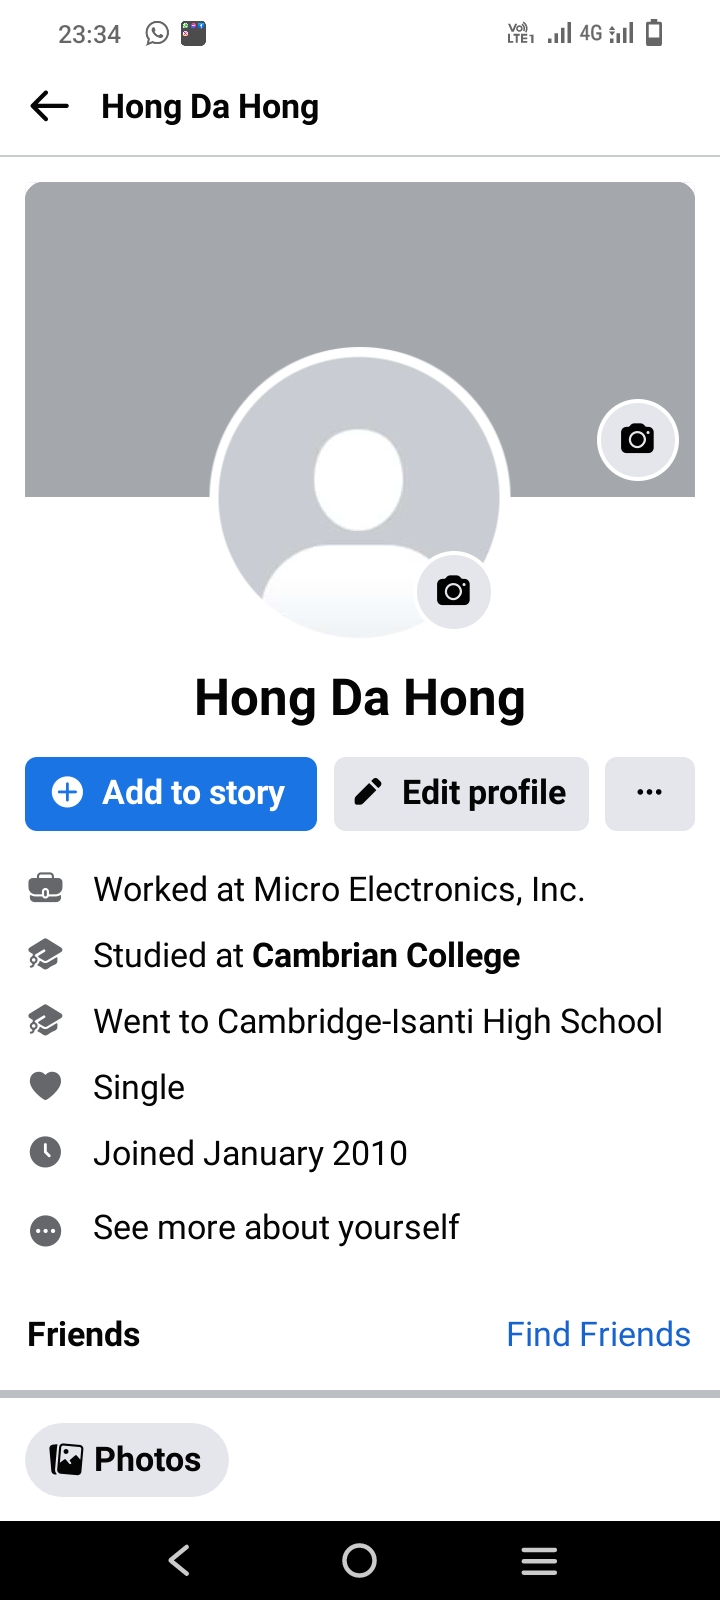 23:34
Vo) LTE1 4G
Hong Da Hong
Hong Da Hong
Add to story
Edit profile
Worked at Micro Electronics, Inc.
Studied at Cambrian College
Went to Cambridge-Isanti High School
Single
Joined January 2010
See more about yourself
Friends
Find Friends
Photos